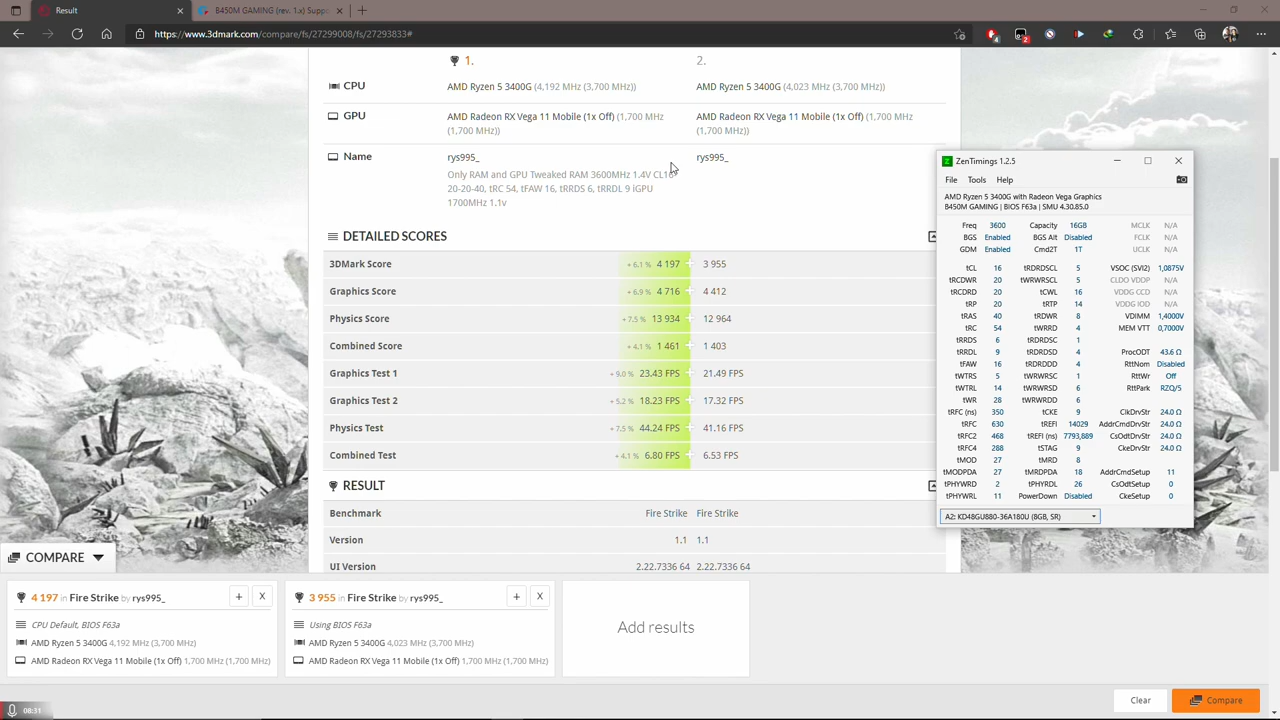 Result
B450M GAMING (rev. 1.x) Suppo
https://www.3dmark.com/compare/fs/27299008/fs/27293833#
4
2
1. 2.
CPU AMD Ryzen 5 3400G (4,192 MHz (3,700 MHz)) AMD Ryzen 5 3400G (4,023 MHz (3,700 MHz))
GPU AMD Radeon RX Vega 11 Mobile (1x Off) (1,700 MHz AMD Radeon RX Vega 11 Mobile (1x Off) (1,700 MHz
(1,700 MHz)) (1,700 MHz))
Name rys995_ rys995_
Only RAM and GPU Tweaked RAM 3600MHz 1.4V CL16-
20-20-40, tRC 54, tFAW 16, tRRDS 6, tRRDL 9 iGPU
1700MHz 1.1v
DETAILED SCORES
3DMark Score + 6.1 % 4 197 3 955
Graphics Score + 6.9 % 4 716 4 412
Physics Score + 7.5 % 13 934 12 964
Combined Score + 4.1 % 1 461 1 403
Graphics Test 1 + 9.0 % 23.43 FPS 21.49 FPS
Graphics Test 2 + 5.2 % 18.23 FPS 17.32 FPS
Physics Test + 7.5 % 44.24 FPS 41.16 FPS
Combined Test + 4.1 % 6.80 FPS 6.53 FPS
RESULT
Benchmark Fire Strike Fire Strike
Version 1.1 1.1
UI Version 2.22.7336 64 2.22.7336 64
ZenTimings 1.2.5
File Tools Help
AMD Ryzen 5 3400G with Radeon Vega Graphics
B450M GAMING | BIOS F63a | SMU 4.30.85.0
Freq 3600 Capacity 16GB MCLK N/A
BGS Enabled BGS Alt Disabled FCLK N/A
GDM Enabled Cmd2T 1T UCLK N/A
tCL 16 tRDRDSCL 5 VSOC (SVI2) 1,0875V
tRCDWR 20 tWRWRSCL 5 CLDO VDDP N/A
tRCDRD 20 tCWL 16 VDDG CCD N/A
tRP 20 tRTP 14 VDDG IOD N/A
tRAS 40 tRDWR 8 VDIMM 1,4000V
tRC 54 tWRRD 4 MEM VTT 0,7000V
tRRDS 6 tRDRDSC 1
tRRDL 9 tRDRDSD 4 ProcODT 43.6 Ω
tFAW 16 tRDRDDD 4 RttNom Disabled
tWTRS 5 tWRWRSC 1 RttWr Off
tWTRL 14 tWRWRSD 6 RttPark RZQ/5
tWR 28 tWRWRDD 6
tRFC (ns) 350 tCKE 9 ClkDrvStr 24.0 Ω
tRFC 630 tREFI 14029 AddrCmdDrvStr 24.0 Ω
tRFC2 468 tREFI (ns) 7793,889 CsOdtDrvStr 24.0 Ω
tRFC4 288 tSTAG 9 CkeDrvStr 24.0 Ω
tMOD 27 tMRD 8
tMODPDA 27 tMRDPDA 18 AddrCmdSetup 11
tPHYWRD 2 tPHYRDL 26 CsOdtSetup 0
tPHYWRL 11 PowerDown Disabled CkeSetup 0
A2: KD48GU880-36A180U (8GB, SR)
COMPARE
4 197 in Fire Strike by rys995_ + X
CPU Default, BIOS F63a
AMD Ryzen 5 3400G 4,192 MHz (3,700 MHz)
AMD Radeon RX Vega 11 Mobile (1x Off) 1,700 MHz (1,700 MHz)
3 955 in Fire Strike by rys995_ + X
Using BIOS F63a
AMD Ryzen 5 3400G 4,023 MHz (3,700 MHz)
AMD Radeon RX Vega 11 Mobile (1x Off) 1,700 MHz (1,700 MHz)
Add results
Clear Compare
08:31